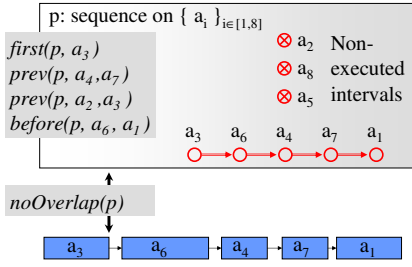 p: sequence on { aᵢ }i∈[1,8]
first(p, a₃)
prev(p, a₄,a₇)
prev(p, a₂,a₃)
before(p, a₆, a₁)
a₂
a₈
a₅
Non-
executed
intervals
a₃ a₆ a₄ a₇ a₁
noOverlap(p)
a₃ a₆ a₄ a₇ a₁